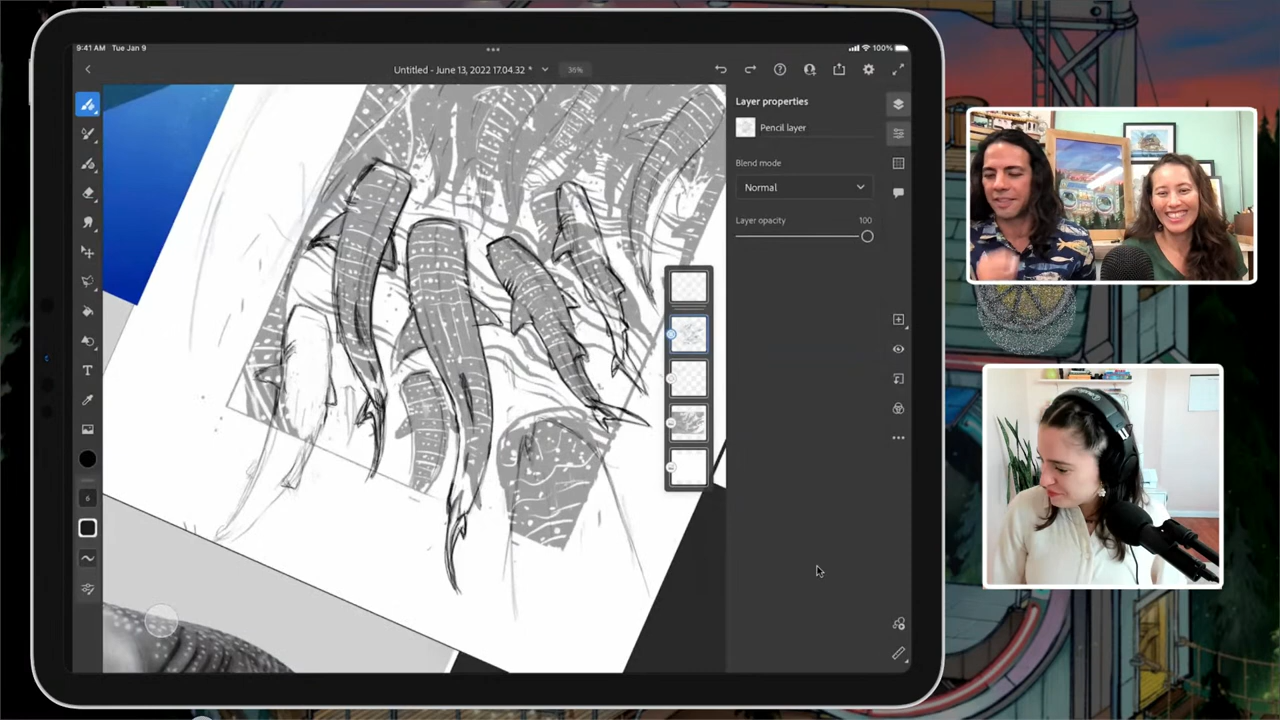 9:41 AM Tue Jan 9
100%
Untitled - June 13, 2022 17.04.32 *
36%
Layer properties
Pencil layer
Blend mode
Normal
Layer opacity 100
T
6